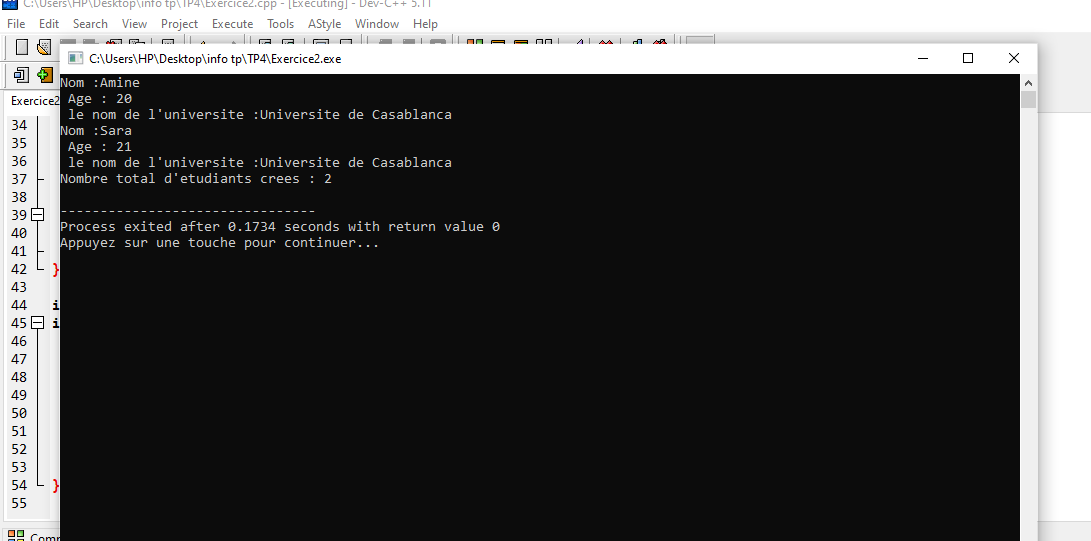 C:\Users\HP\Desktop\info tp\TP4\Exercice2.cpp - [Executing] - Dev-C++ 5.11
File Edit Search View Project Execute Tools AStyle Window Help
C:\Users\HP\Desktop\info tp\TP4\Exercice2.exe
Exercice2
Nom :Amine
Age : 20
le nom de l'universite :Universite de Casablanca
Nom :Sara
Age : 21
le nom de l'universite :Universite de Casablanca
Nombre total d'etudiants crees : 2
--------------------------------
Process exited after 0.1734 seconds with return value 0
Appuyez sur une touche pour continuer...
34
35
36
37
38
39
40
41
42 }
43
44 i
45 i
46
47
48
49
50
51
52
53
54 }
55